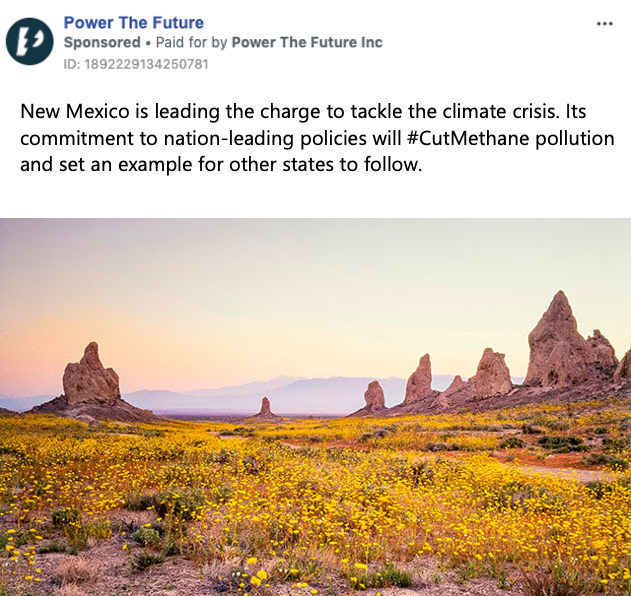 Power The Future
Sponsored • Paid for by Power The Future Inc
ID: 1892229134250781
New Mexico is leading the charge to tackle the climate crisis. Its
commitment to nation-leading policies will #CutMethane pollution
and set an example for other states to follow.